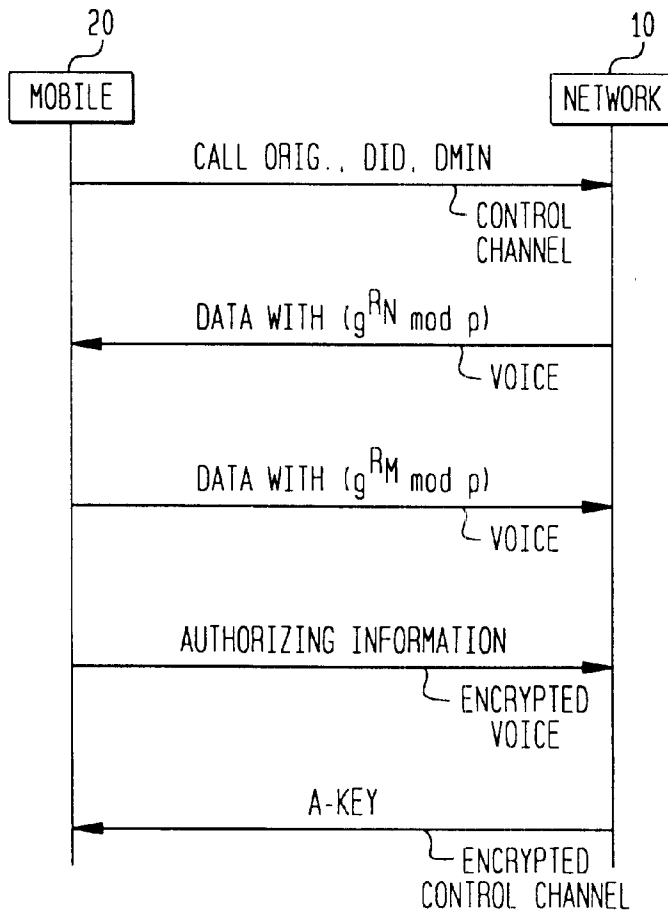 20
10
MOBILE
NETWORK
CALL ORIG., DID, DMIN
CONTROL
CHANNEL
DATA WITH (g^RN mod p)
VOICE
DATA WITH (g^RM mod p)
VOICE
AUTHORIZING INFORMATION
ENCRYPTED
VOICE
A-KEY
ENCRYPTED
CONTROL CHANNEL